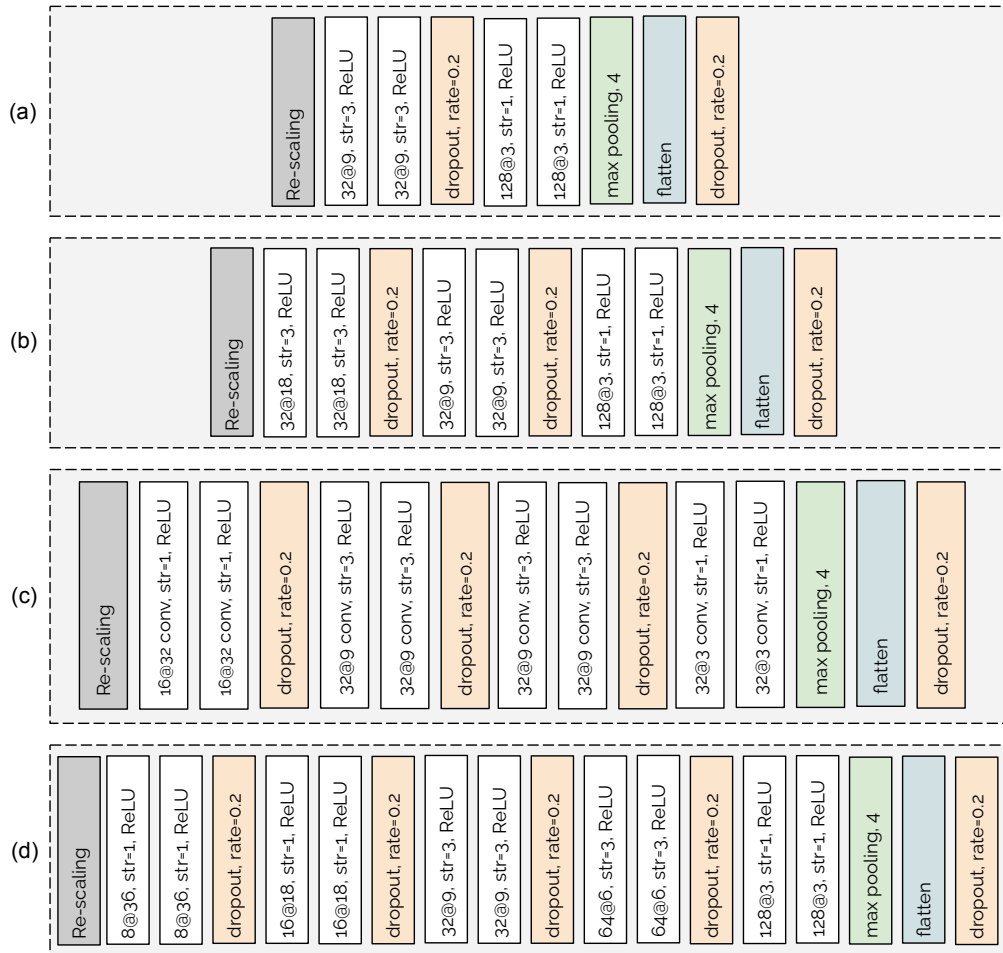 (a)
Re-scaling
32@9, str=3, ReLU
32@9, str=3, ReLU
dropout, rate=0.2
128@3, str=1, ReLU
128@3, str=1, ReLU
max pooling, 4
flatten
dropout, rate=0.2
(b)
Re-scaling
32@18, str=3, ReLU
32@18, str=3, ReLU
dropout, rate=0.2
32@9, str=3, ReLU
32@9, str=3, ReLU
dropout, rate=0.2
128@3, str=1, ReLU
128@3, str=1, ReLU
max pooling, 4
flatten
dropout, rate=0.2
(c)
Re-scaling
16@32 conv, str=1, ReLU
16@32 conv, str=1, ReLU
dropout, rate=0.2
32@9 conv, str=3, ReLU
32@9 conv, str=3, ReLU
dropout, rate=0.2
32@9 conv, str=3, ReLU
32@9 conv, str=3, ReLU
dropout, rate=0.2
32@3 conv, str=1, ReLU
32@3 conv, str=1, ReLU
max pooling, 4
flatten
dropout, rate=0.2
(d)
Re-scaling
8@36, str=1, ReLU
8@36, str=1, ReLU
dropout, rate=0.2
16@18, str=1, ReLU
16@18, str=1, ReLU
dropout, rate=0.2
32@9, str=3, ReLU
32@9, str=3, ReLU
dropout, rate=0.2
64@6, str=3, ReLU
64@6, str=3, ReLU
dropout, rate=0.2
128@3, str=1, ReLU
128@3, str=1, ReLU
max pooling, 4
flatten
dropout, rate=0.2